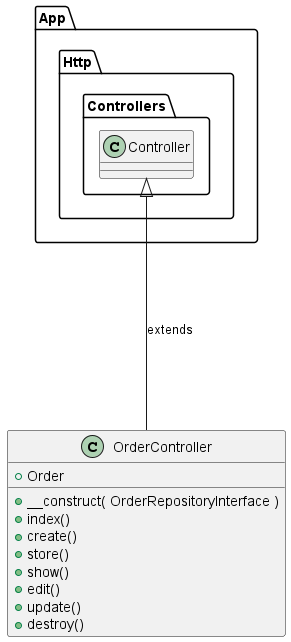 App
Http
Controllers
C Controller
extends
C OrderController
Order
__construct( OrderRepositoryInterface )
index()
create()
store()
show()
edit()
update()
destroy()